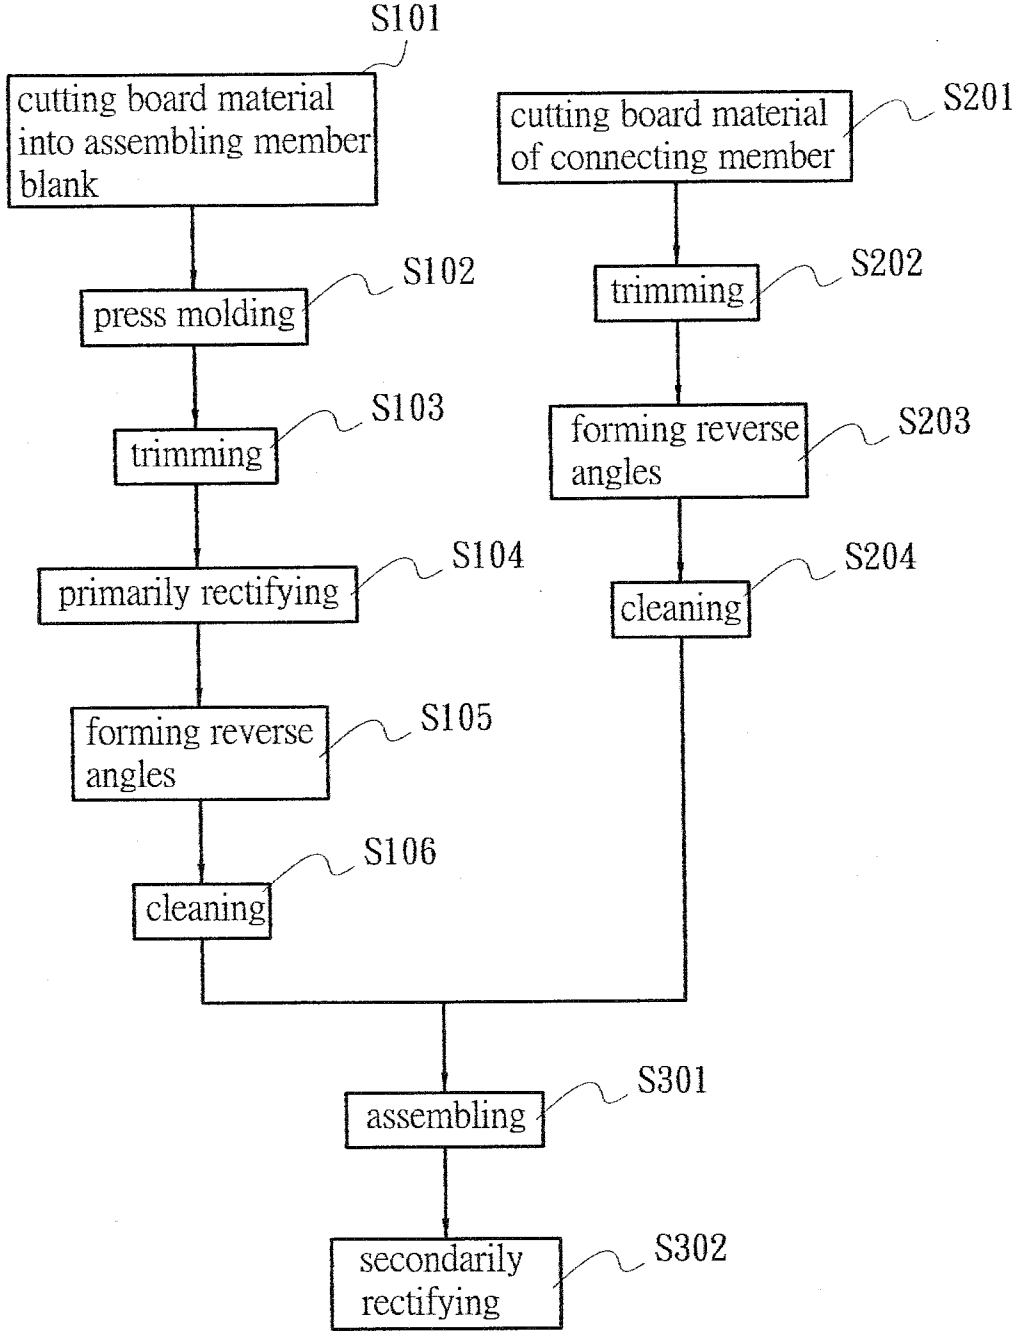 S101
cutting board material
into assembling member
blank
S102
press molding
S103
trimming
S104
primarily rectifying
S105
forming reverse
angles
S106
cleaning
S201
cutting board material
of connecting member
S202
trimming
S203
forming reverse
angles
S204
cleaning
S301
assembling
S302
secondarily
rectifying